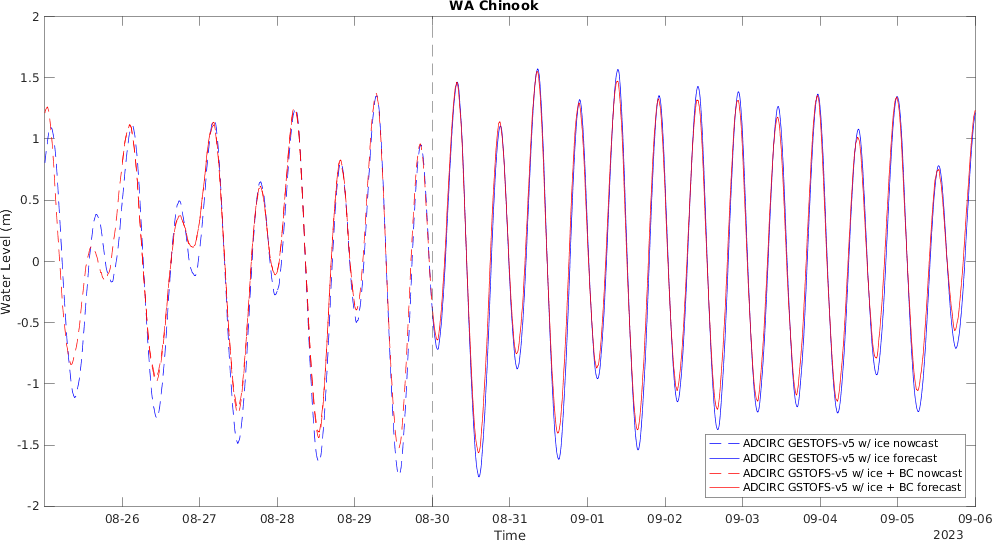 WA Chinook
2
1.5
1
0.5
0
-0.5
-1
-1.5
-2
Water Level (m)
08-26 08-27 08-28 08-29 08-30 08-31 09-01 09-02 09-03 09-04 09-05 09-06
Time
2023
ADCIRC GESTOFS-v5 w/ ice nowcast
ADCIRC GESTOFS-v5 w/ ice forecast
ADCIRC GSTOFS-v5 w/ ice + BC nowcast
ADCIRC GSTOFS-v5 w/ ice + BC forecast